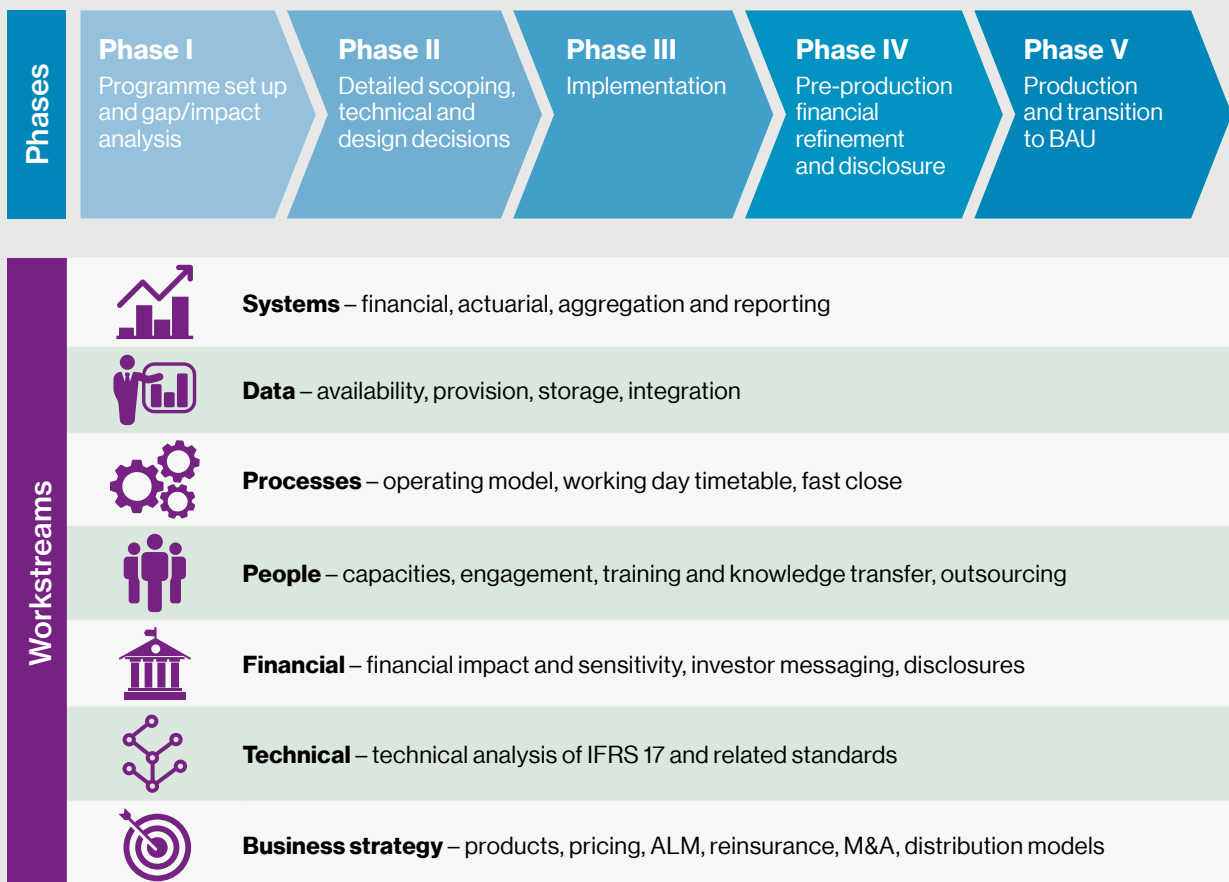 Phases
Phase I
Programme set up
and gap/impact
analysis
Phase II
Detailed scoping,
technical and
design decisions
Phase III
Implementation
Phase IV
Pre-production
financial
refinement
and disclosure
Phase V
Production
and transition
to BAU
Workstreams
Systems – financial, actuarial, aggregation and reporting
Data – availability, provision, storage, integration
Processes – operating model, working day timetable, fast close
People – capacities, engagement, training and knowledge transfer, outsourcing
Financial – financial impact and sensitivity, investor messaging, disclosures
Technical – technical analysis of IFRS 17 and related standards
Business strategy – products, pricing, ALM, reinsurance, M&A, distribution models